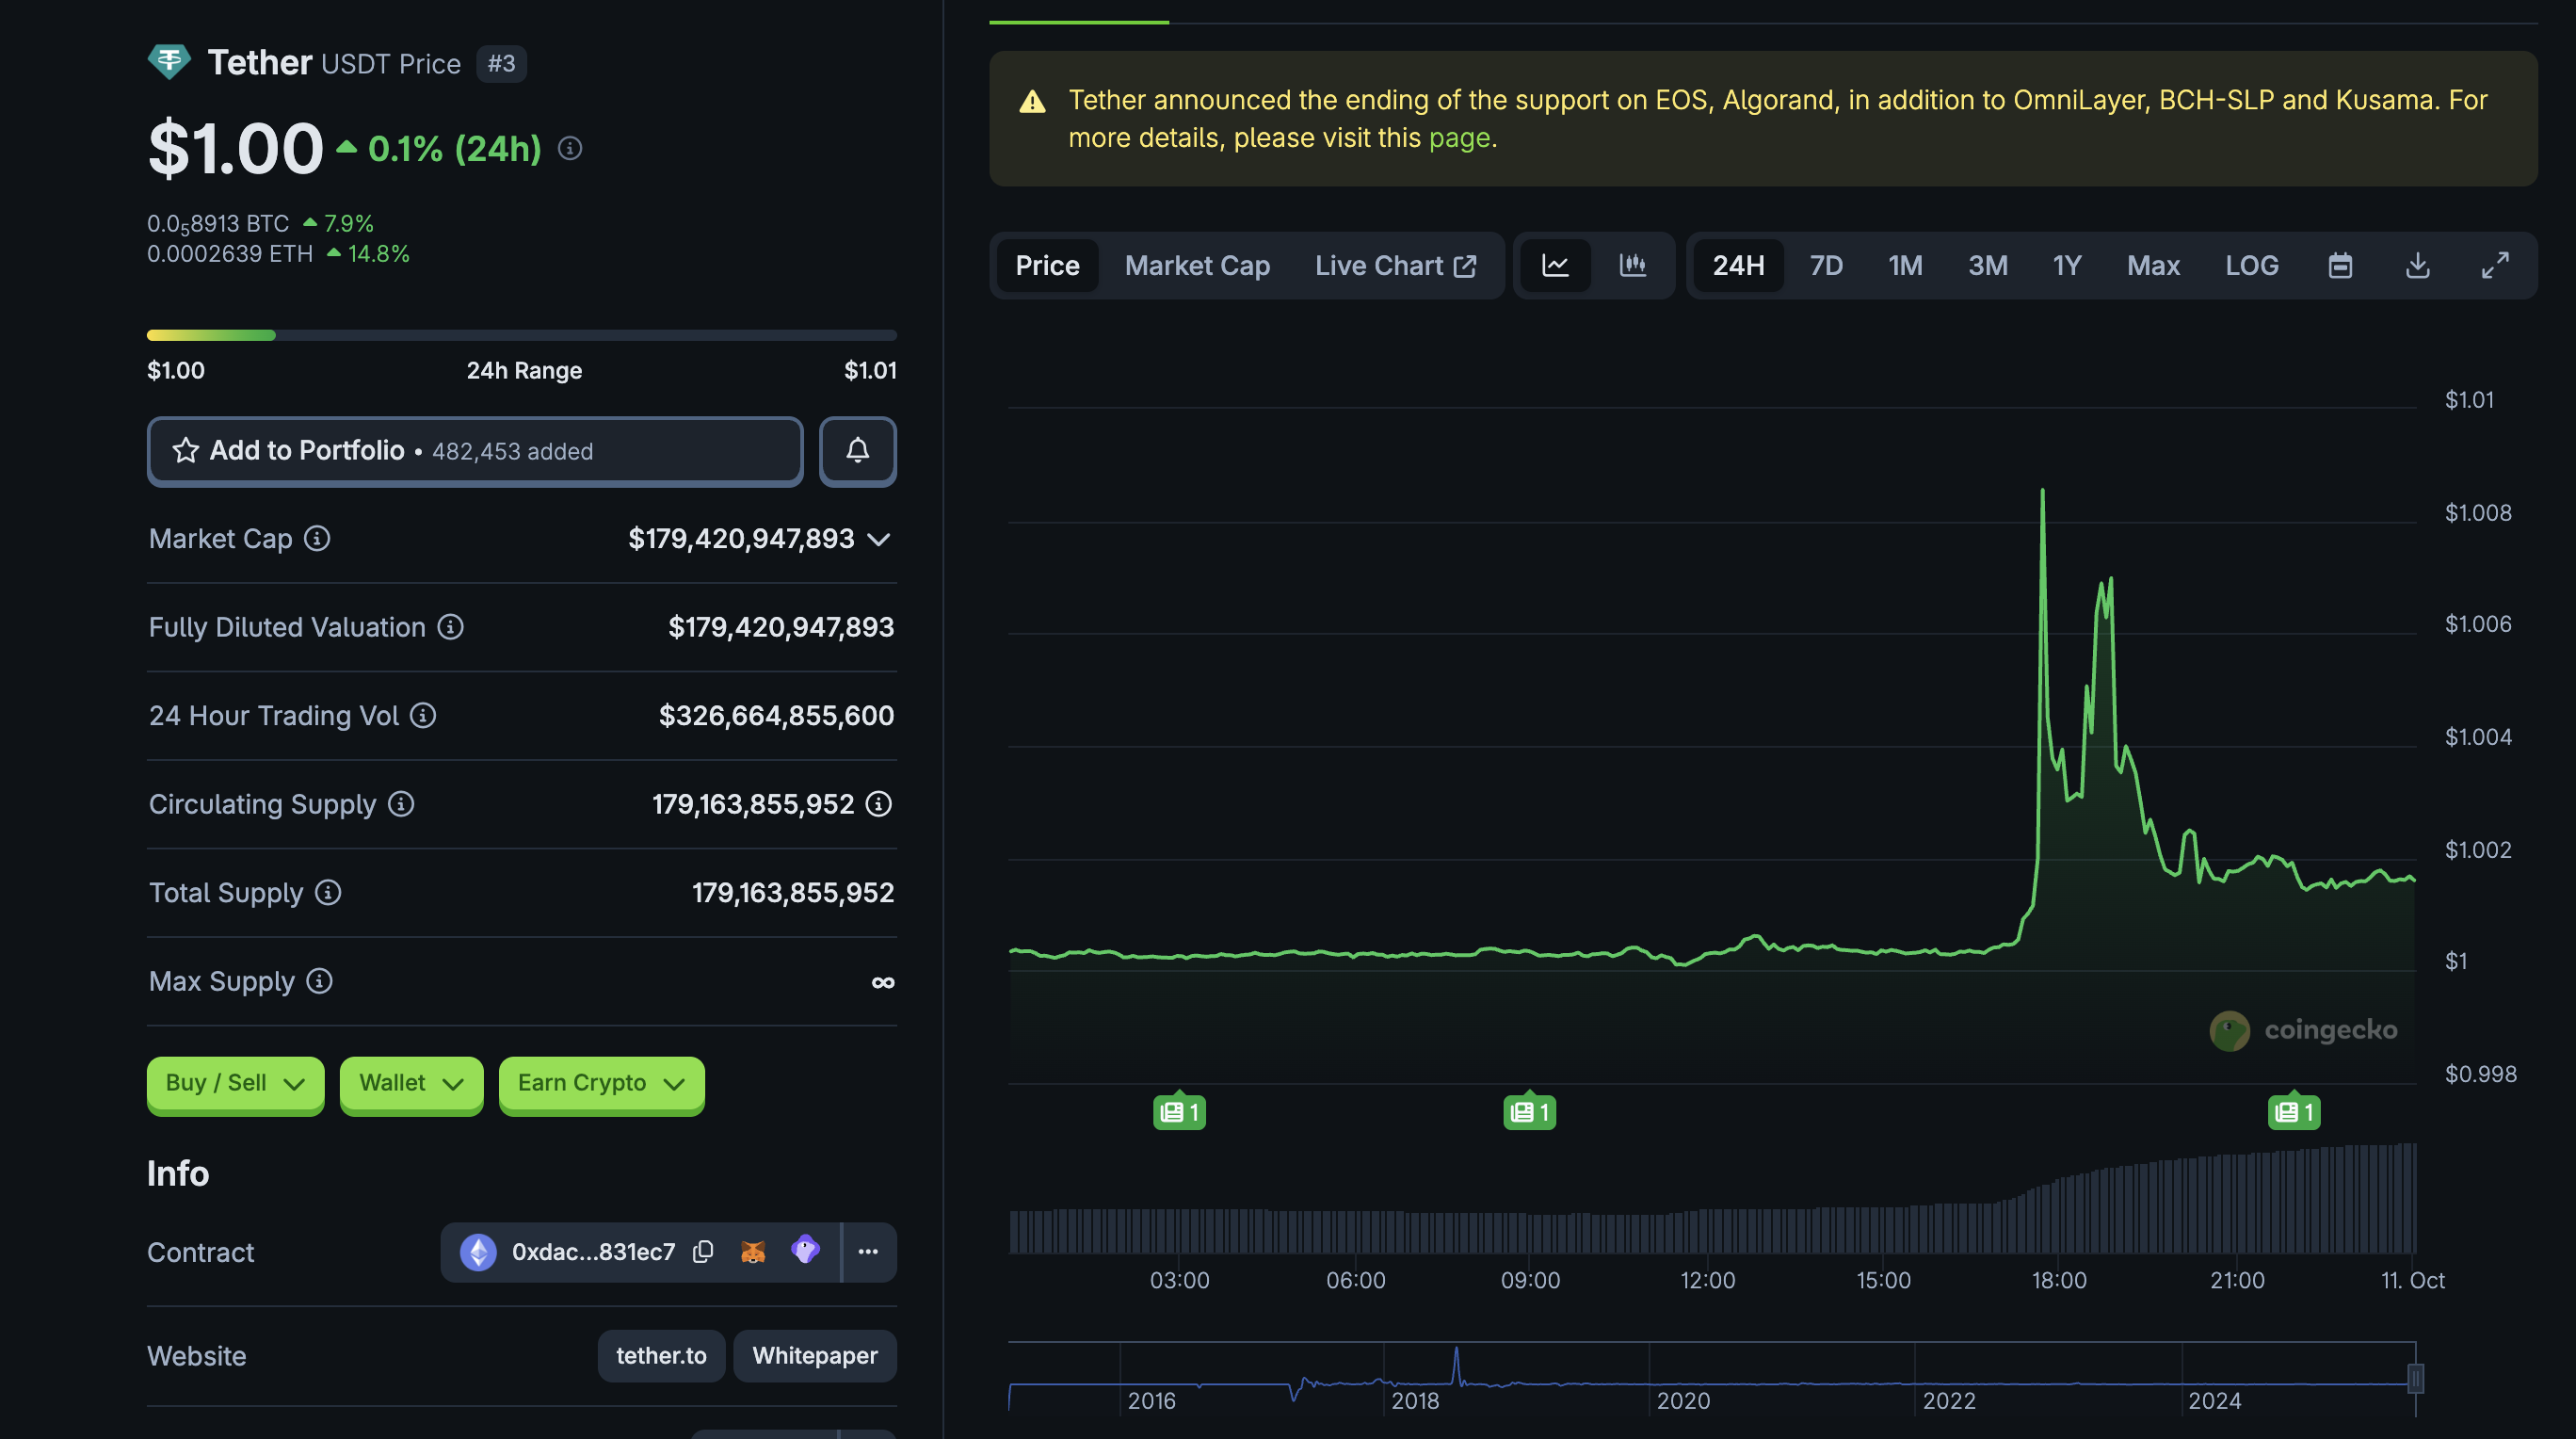 Tether USDT Price #3
$1.00 0.1% (24h)
0.0₅8913 BTC 7.9%
0.0002639 ETH 14.8%
$1.00 24h Range $1.01
Add to Portfolio • 482,453 added
Market Cap $179,420,947,893
Fully Diluted Valuation $179,420,947,893
24 Hour Trading Vol $326,664,855,600
Circulating Supply 179,163,855,952
Total Supply 179,163,855,952
Max Supply ∞
Buy / Sell Wallet Earn Crypto
Info
Contract 0xdac...831ec7
Website tether.to Whitepaper
Tether announced the ending of the support on EOS, Algorand, in addition to OmniLayer, BCH-SLP and Kusama. For
more details, please visit this page.
Price Market Cap Live Chart 24H 7D 1M 3M 1Y Max LOG
$1.01
$1.008
$1.006
$1.004
$1.002
$1
coingecko
$0.998
1 1 1
03:00 06:00 09:00 12:00 15:00 18:00 21:00 11. Oct
2016 2018 2020 2022 2024